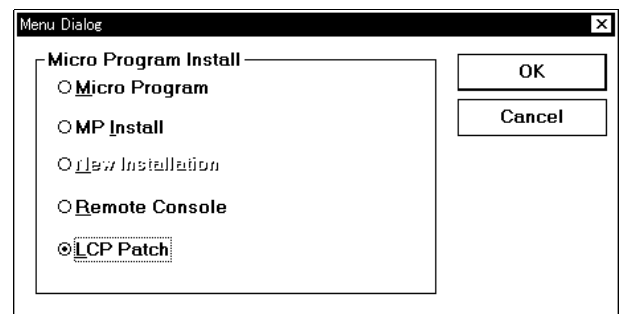 Menu Dialog
Micro Program Install
Micro Program
MP Install
New Installation
Remote Console
LCP Patch
OK
Cancel